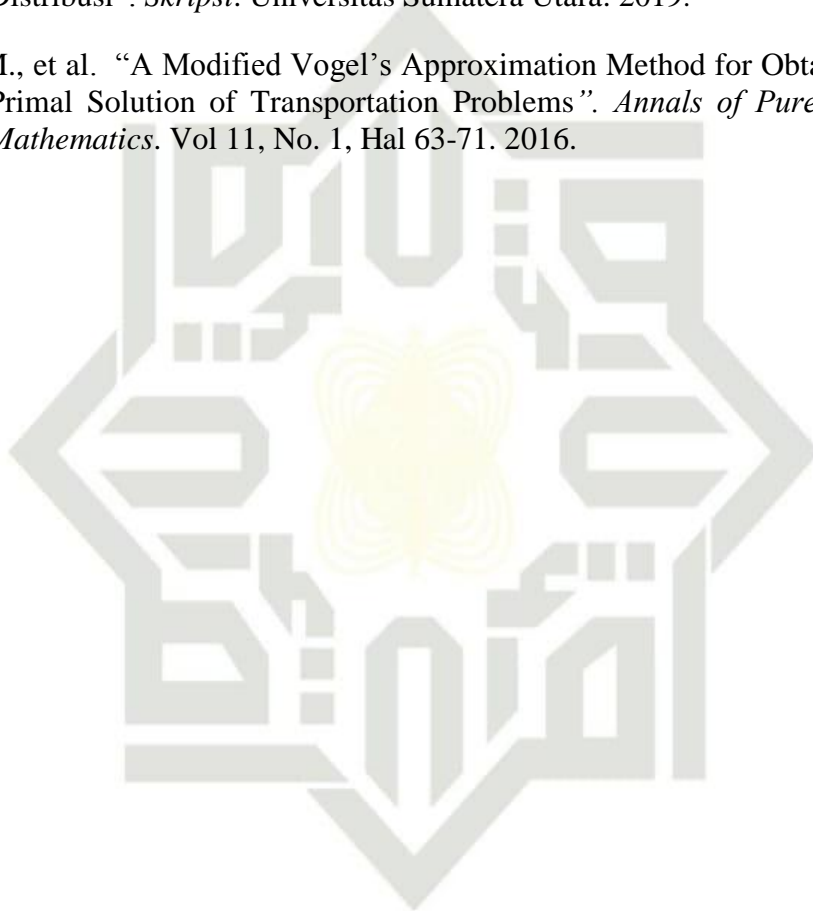 Distribusi”. Skripsi. Universitas Sumatera Utara. 2019.
M., et al. “A Modified Vogel’s Approximation Method for Obta
Primal Solution of Transportation Problems”. Annals of Pure
Mathematics. Vol 11, No. 1, Hal 63-71. 2016.